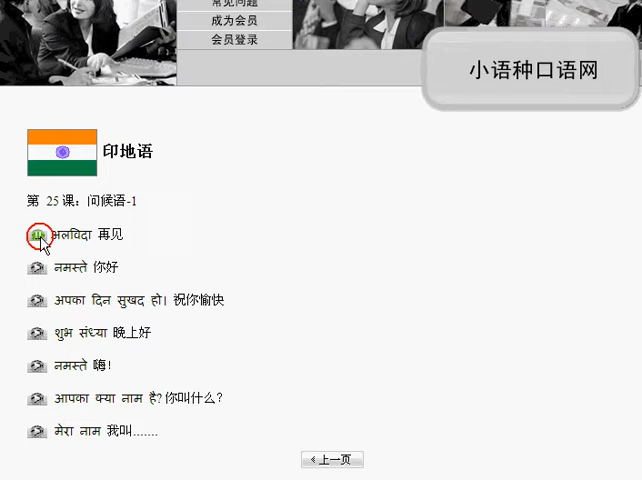 常见问题
成为会员
会员登录
小语种口语网
印地语
第 25 课：问候语-1
अलविदा 再见
नमस्ते 你好
अपका दिन सुखद हो। 祝你愉快
शुभ संध्या 晚上好
नमस्ते 嗨！
आपका क्या नाम है? 你叫什么？
मेरा नाम 我叫.......
上一页